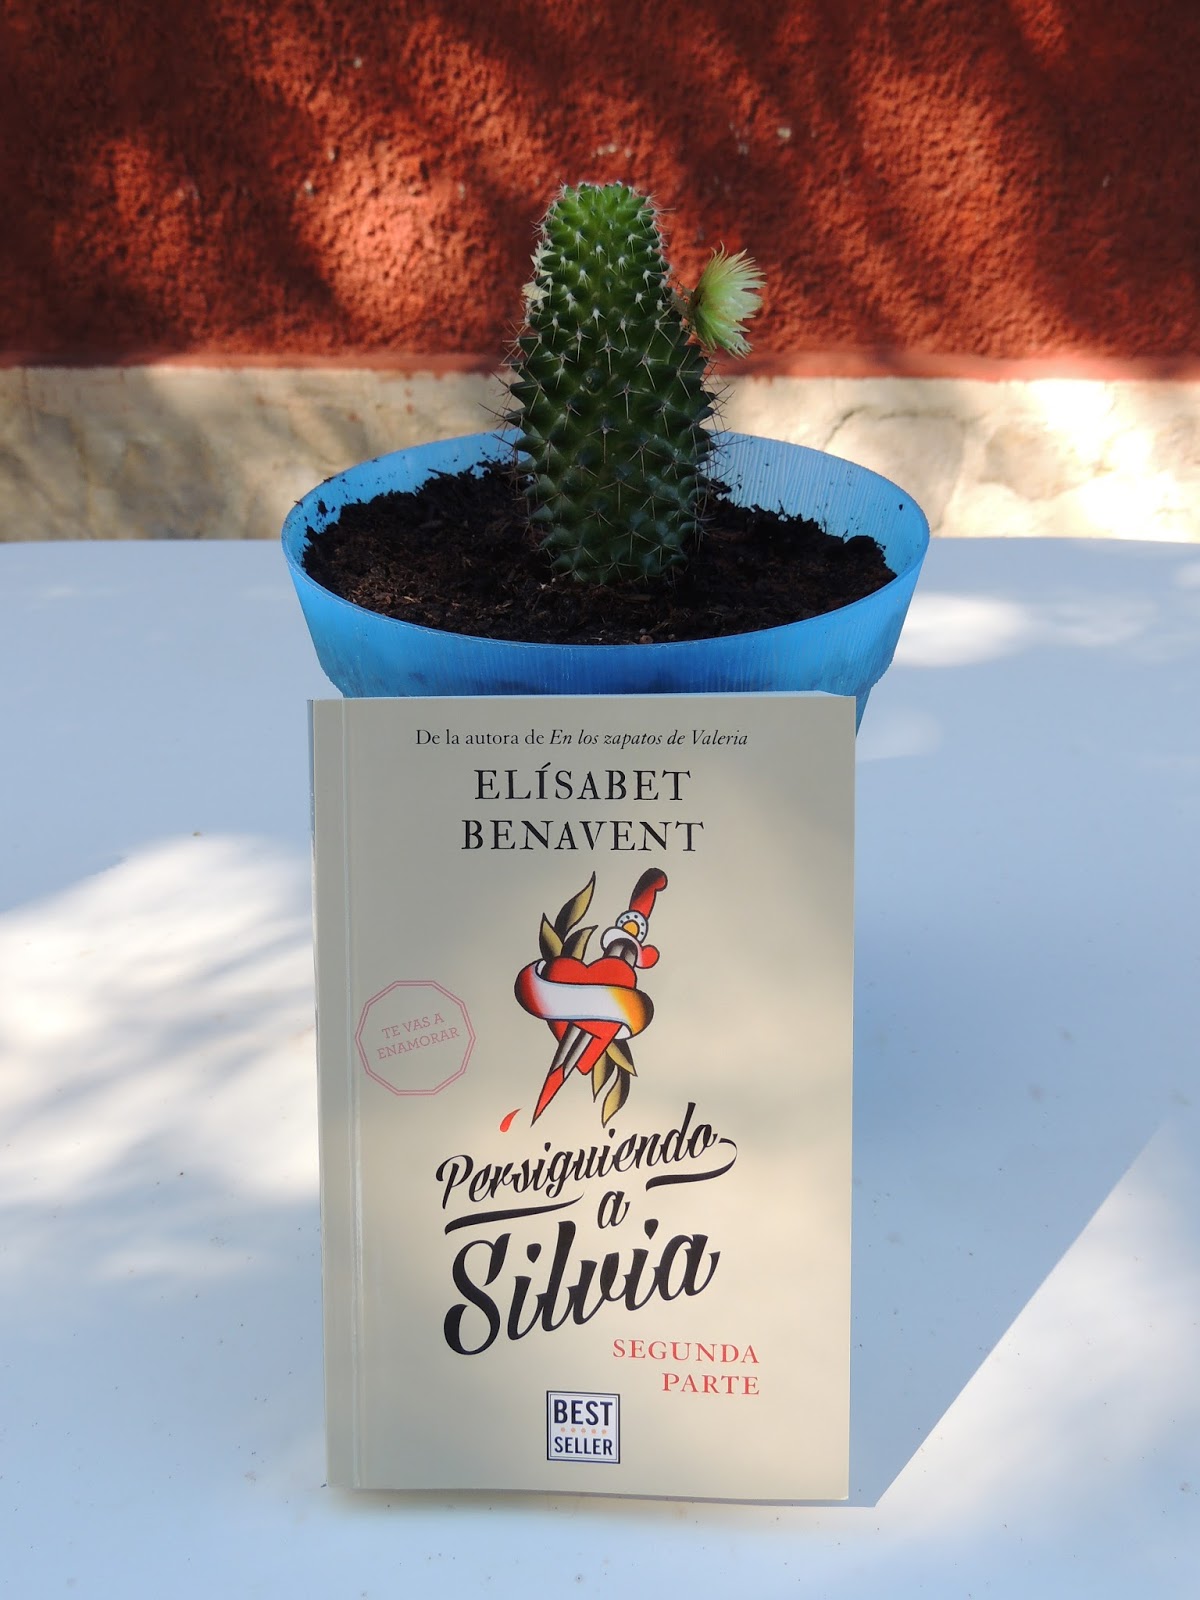 De la autora de En los zapatos de Valeria
ELÍSABET
BENAVENT
TE VAS A
ENAMORAR
Persiguiendo
a
Silvia
SEGUNDA
PARTE
BEST
SELLER